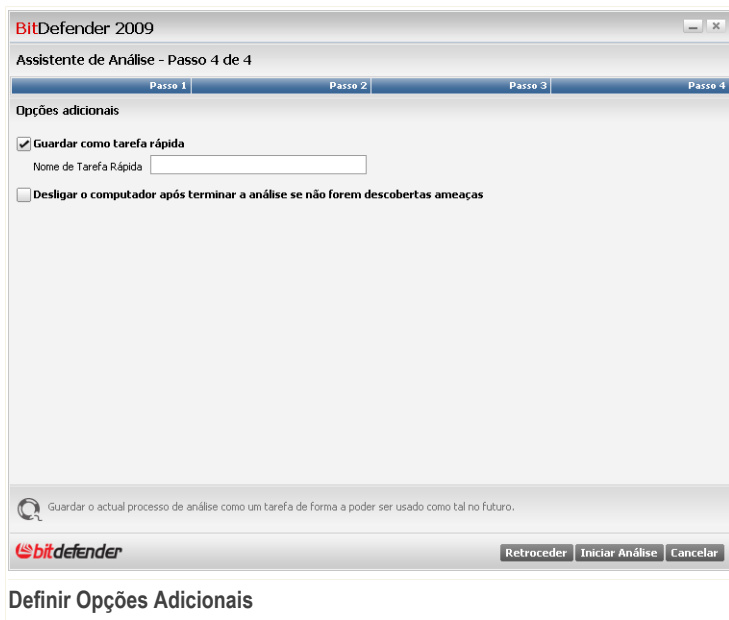 BitDefender 2009
Assistente de Análise - Passo 4 de 4
Passo 1 Passo 2 Passo 3 Passo 4
Opções adicionais
Guardar como tarefa rápida
Nome de Tarefa Rápida
Desligar o computador após terminar a análise se não forem descobertas ameaças
Guardar o actual processo de análise como um tarefa de forma a poder ser usado como tal no futuro.
bitdefender Retroceder Iniciar Análise Cancelar
Definir Opções Adicionais